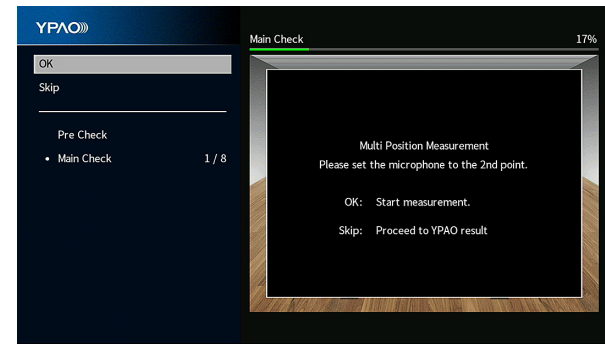 YPAO
OK
Skip
Pre Check
• Main Check 1 / 8
Main Check 17%
Multi Position Measurement
Please set the microphone to the 2nd point.
OK: Start measurement.
Skip: Proceed to YPAO result